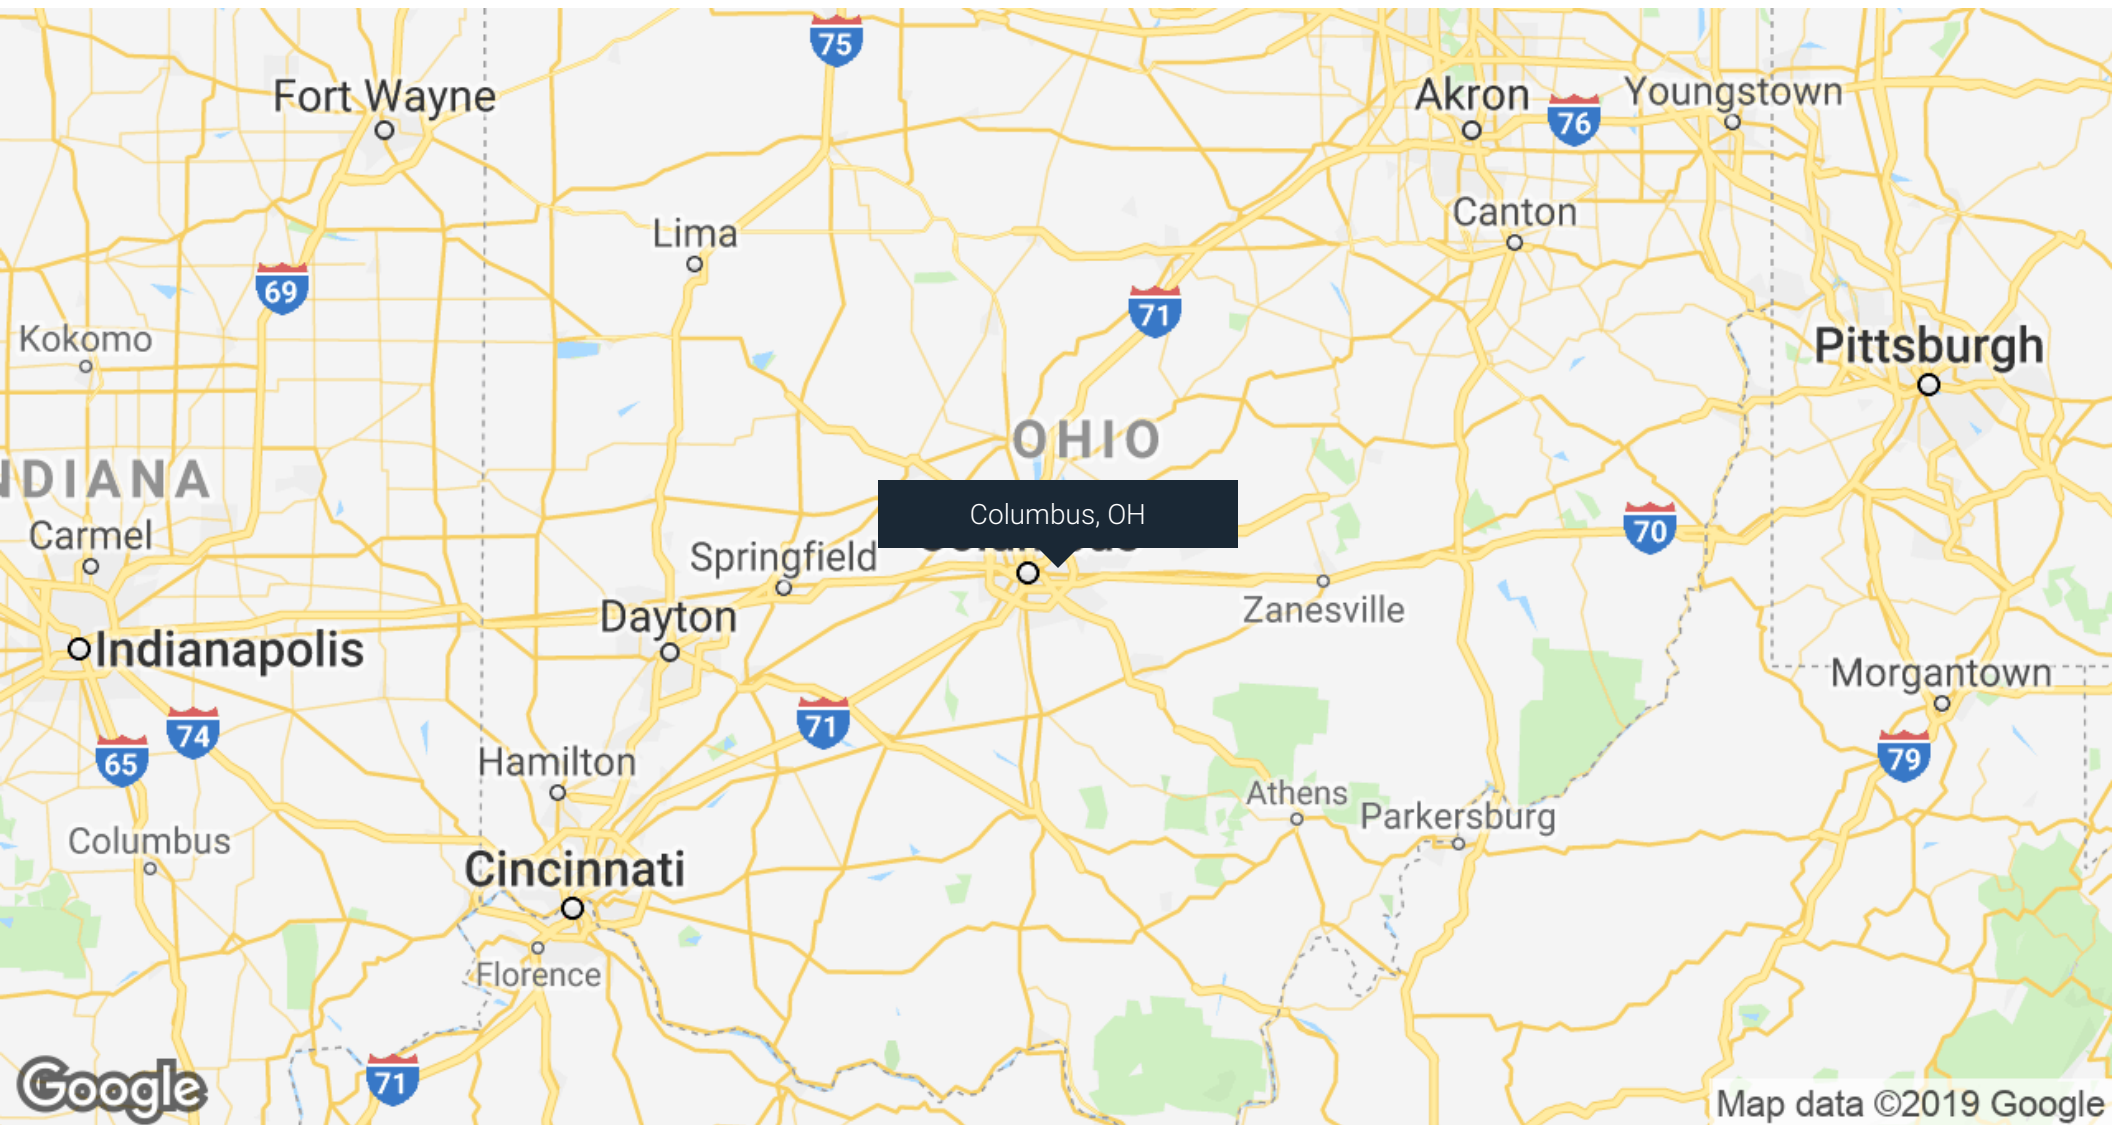 75
Fort Wayne
Akron
76
Youngstown
Canton
Lima
69
71
Kokomo
Pittsburgh
OHIO
NDIANA
Columbus, OH
70
Carmel
Springfield
Zanesville
Dayton
Indianapolis
Morgantown
71
74
65
79
Hamilton
Athens
Parkersburg
Columbus
Cincinnati
Florence
71
Google
Map data ©2019 Google